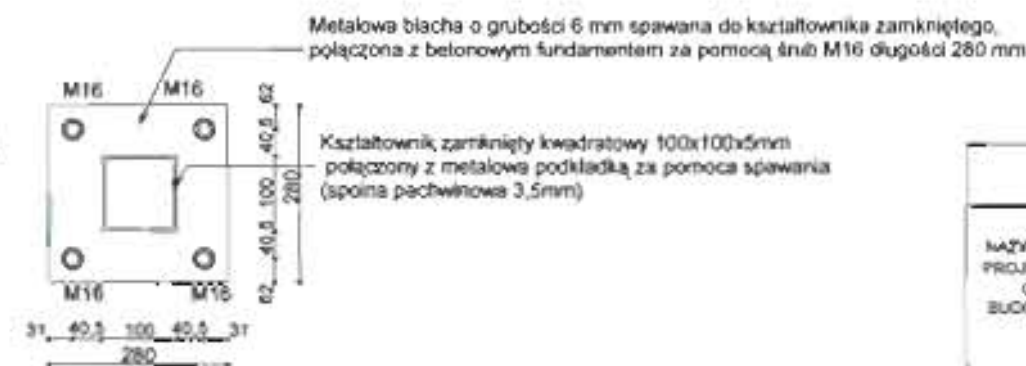 Metalowa blacha o grubości 6 mm spawana do kształtownika zamkniętego,
połączona z betonowym fundamentem za pomocą śrub M16 długości 280 mm
M16 M16
Kształtownik zamknięty kwadratowy 100x100x5mm
połączony z metalowa podkładką za pomoca spawania
(spoina pachwinowa 3,5mm)
M16 M16
62 40,5 100 40,5 62
280
31 40,5 100 40,5 31
280